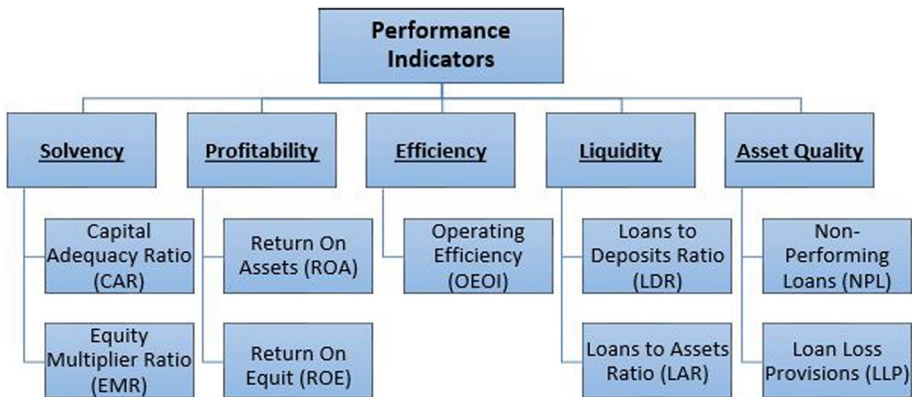 Performance
Indicators
Solvency
Profitability
Efficiency
Liquidity
Asset Quality
Capital
Adequacy Ratio
(CAR)
Return On
Assets (ROA)
Operating
Efficiency
(OEOI)
Loans to
Deposits Ratio
(LDR)
Non-
Performing
Loans (NPL)
Equity
Multiplier Ratio
(EMR)
Return On
Equit (ROE)
Loans to Assets
Ratio (LAR)
Loan Loss
Provisions (LLP)